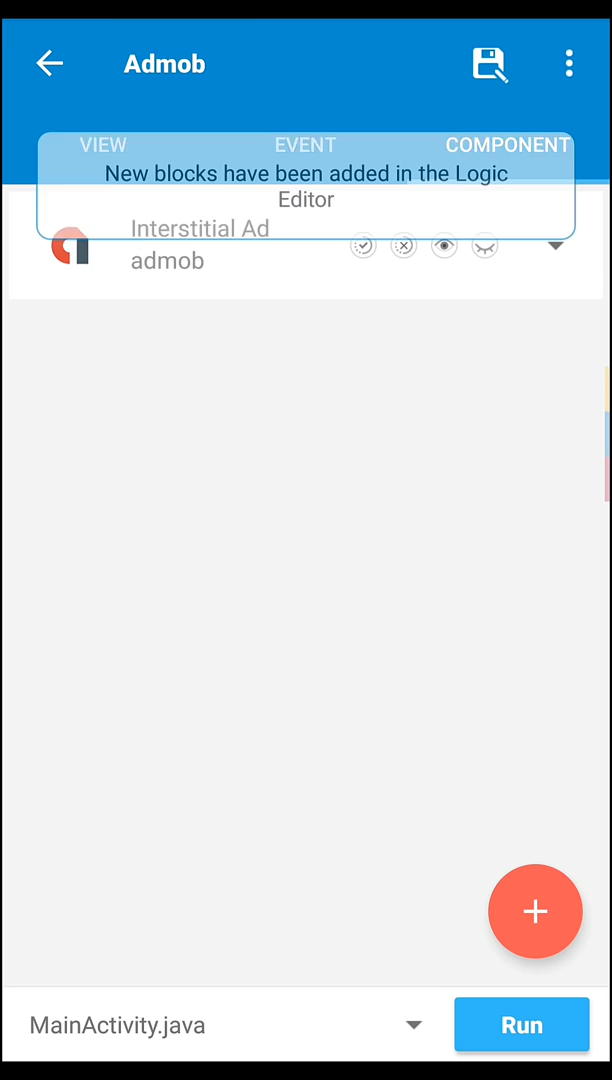 Admob
VIEW EVENT COMPONENT
New blocks have been added in the Logic
Editor
Interstitial Ad
admob
MainActivity.java
Run